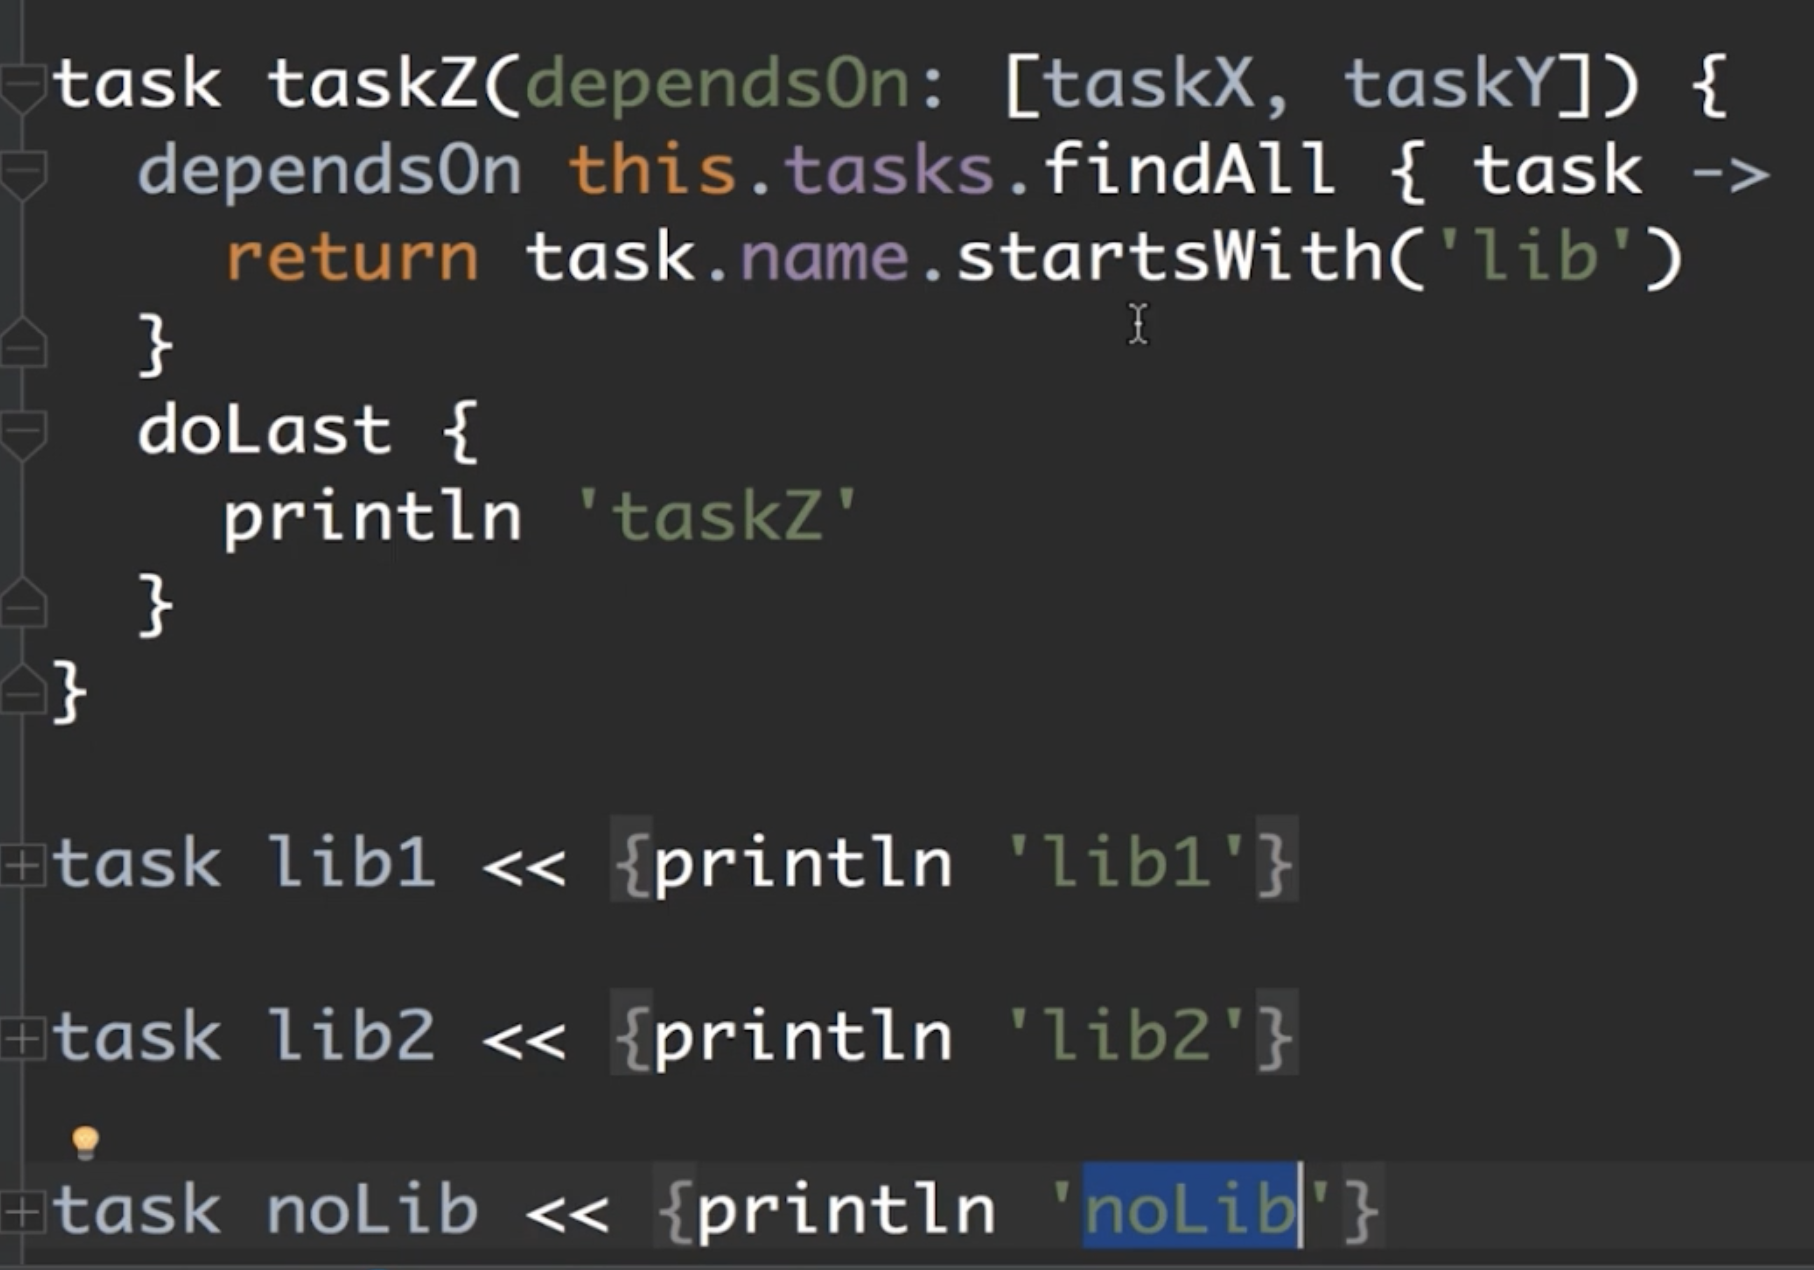 task taskZ(dependsOn: [taskX, taskY]) {
  dependsOn this.tasks.findAll { task ->
    return task.name.startsWith('lib')
  }
  doLast {
    println 'taskZ'
  }
}
task lib1 << {println 'lib1'}
task lib2 << {println 'lib2'}
task noLib << {println 'noLib'}